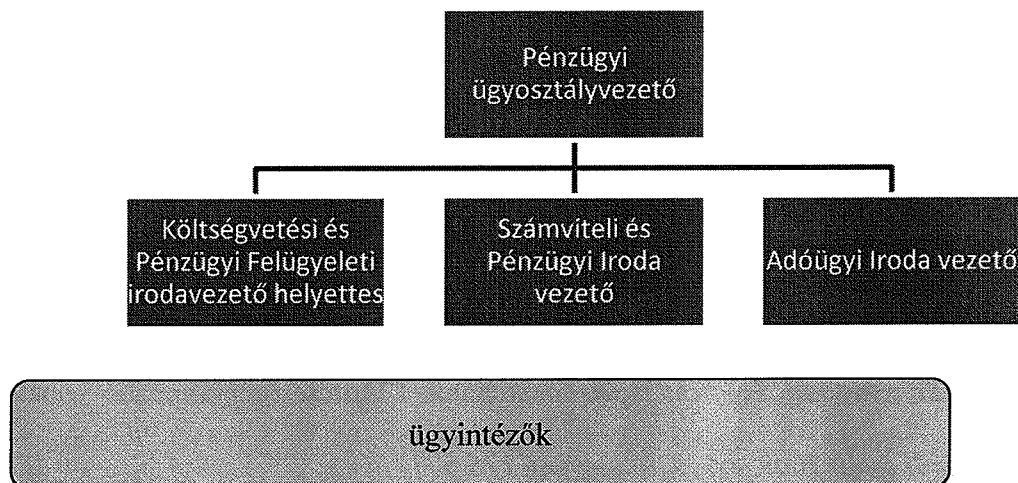 Pénzügyi
ügyosztályvezető
Költségvetési és
Pénzügyi Felügyeleti
irodavezető helyettes
Számviteli és
Pénzügyi Iroda
vezető
Adóügyi Iroda vezető
ügyintézők